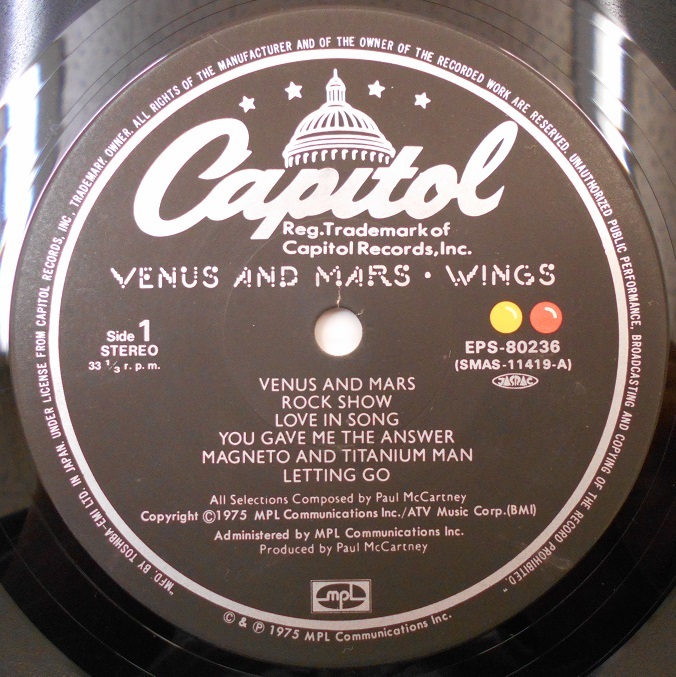 "MFD. BY TOSHIBA-EMI LTD. IN JAPAN. UNDER LICENSE FROM CAPITOL RECORDS, INC., TRADEMARK. OWNER. ALL RIGHTS OF THE MANUFACTURER AND OF THE OWNER OF THE RECORDED WORK ARE RESERVED. UNAUTHORIZED PUBLIC PERFORMANCE, BROADCASTING AND COPYING OF THE RECORD PROHIBITED."
Capitol
Reg. Trademark of
Capitol Records, Inc.
VENUS AND MARS · WINGS
Side 1
STEREO
33 1/3 r. p. m.
EPS-80236
(SMAS-11419-A)
JASRAC
VENUS AND MARS
ROCK SHOW
LOVE IN SONG
YOU GAVE ME THE ANSWER
MAGNETO AND TITANIUM MAN
LETTING GO
All Selections Composed by Paul McCartney
Copyright ©1975 MPL Communications Inc./ATV Music Corp.(BMI)
Administered by MPL Communications Inc.
Produced by Paul McCartney
mpl
© & ℗ 1975 MPL Communications Inc.